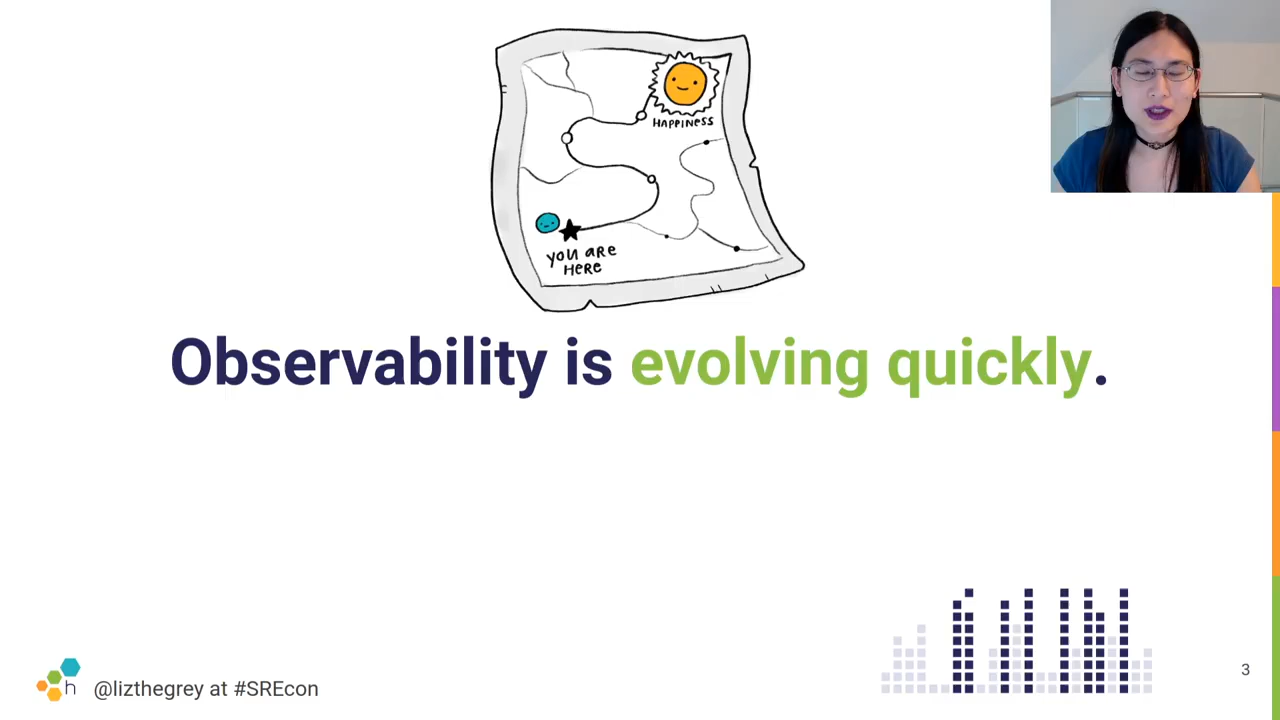 HAPPINESS
YOU ARE
HERE
Observability is evolving quickly.
h
@lizthegrey at #SREcon
3